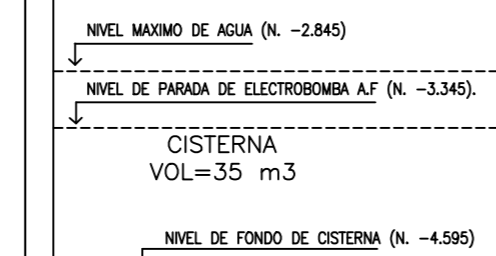 NIVEL MAXIMO DE AGUA (N. -2.845)
NIVEL DE PARADA DE ELECTROBOMBA A.F (N. -3.345).
CISTERNA
VOL=35 m3
NIVEL DE FONDO DE CISTERNA (N. -4.595)